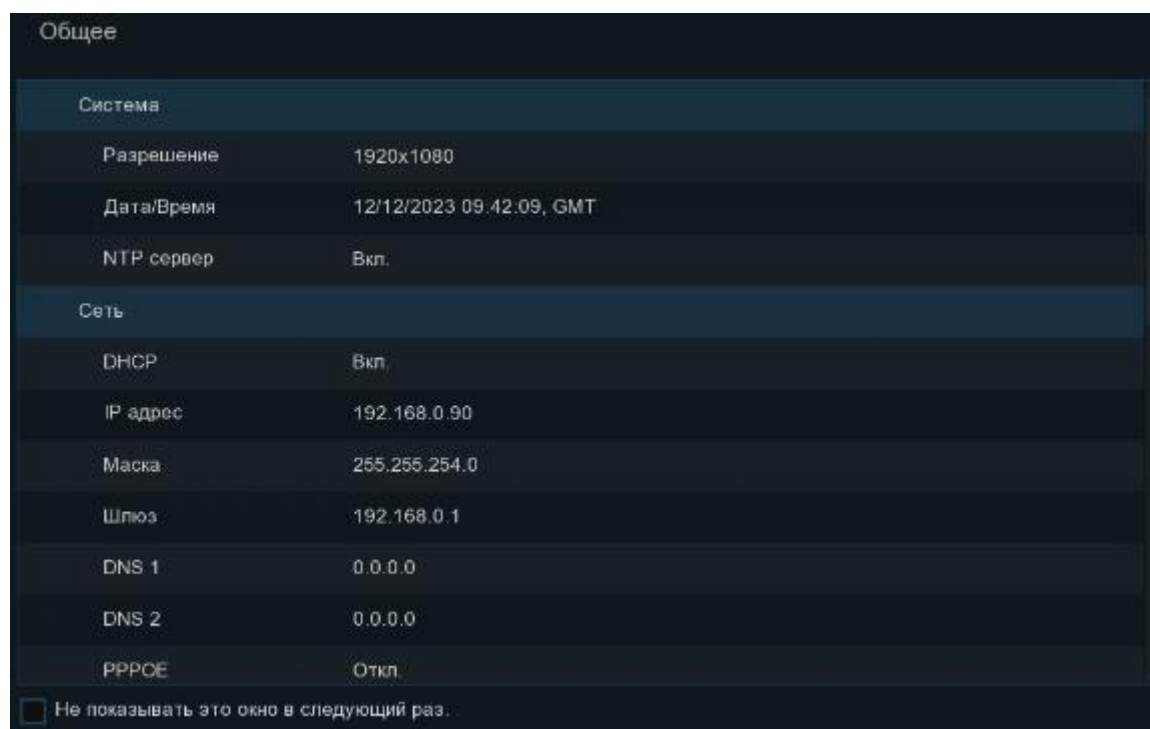 Общее
Система
Разрешение 1920x1080
Дата/Время 12/12/2023 09:42:09, GMT
NTP сервер Вкл.
Сеть
DHCP Вкл.
IP адрес 192.168.0.90
Маска 255.255.254.0
Шлюз 192.168.0.1
DNS 1 0.0.0.0
DNS 2 0.0.0.0
PPPOE Откл.
Не показывать это окно в следующий раз.